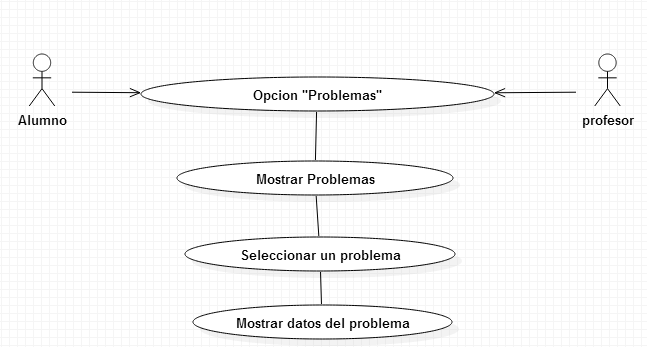 Opcion "Problemas"
Alumno
profesor
Mostrar Problemas
Seleccionar un problema
Mostrar datos del problema